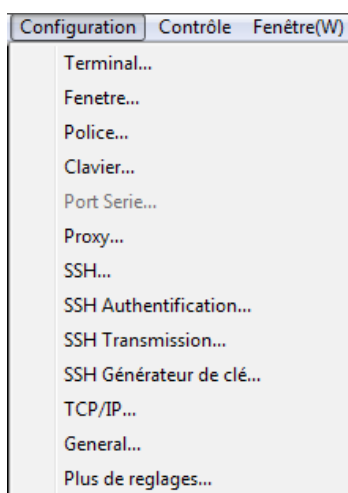 Configuration Contrôle Fenêtre(W)
Terminal...
Fenetre...
Police...
Clavier...
Port Serie...
Proxy...
SSH...
SSH Authentification...
SSH Transmission...
SSH Générateur de clé...
TCP/IP...
General...
Plus de reglages...